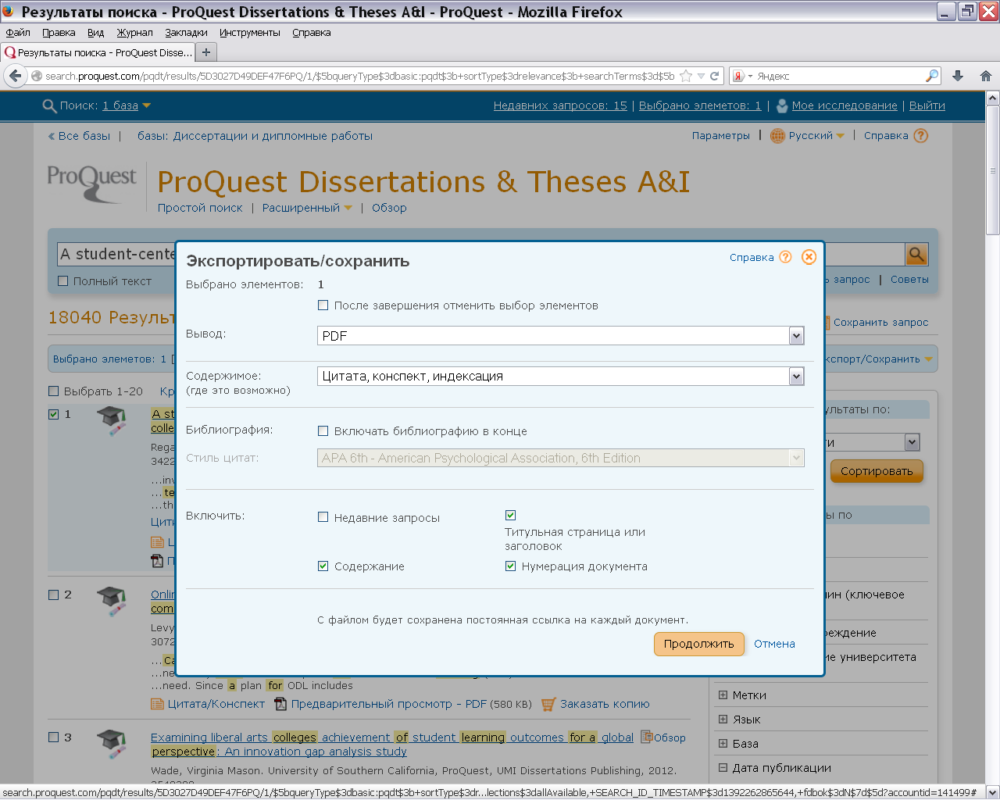 Результаты поиска - ProQuest Dissertations & Theses A&I - ProQuest - Mozilla Firefox
Файл Правка Вид Журнал Закладки Инструменты Справка
Результаты поиска - ProQuest Disse...
search.proquest.com/pqdt/results/5D3027D49DEF47F6PQ/1/$5bqueryType$3dbasic:pqdt$3b+sortType$3drelevance$3b+searchTerms$3d$5b
Яндекс
Поиск: 1 база
Недавних запросов: 15 | Выбрано элеметов: 1 | Мое исследование | Выйти
« Все базы | базы: Диссертации и дипломные работы
Параметры | Русский | Справка
ProQuest
ProQuest Dissertations & Theses A&I
Простой поиск | Расширенный | Обзор
A student-cente
Полный текст
запрос | Советы
18040 Результ
Сохранить запрос
Выбрано элеметов: 1 [
кспорт/Сохранить
Выбрать 1-20 Кр
Экспортировать/сохранить
Справка
Выбрано элементов: 1
После завершения отменить выбор элементов
Вывод: PDF
Содержимое: Цитата, конспект, индексация
(где это возможно)
Библиография: Включать библиографию в конце
Стиль цитат: APA 6th - American Psychological Association, 6th Edition
Включить: Недавние запросы
Титульная страница или
заголовок
Содержание
Нумерация документа
С файлом будет сохранена постоянная ссылка на каждый документ.
Продолжить Отмена
1
A st
colle
Rega
3422
...inv
...te
...th
Цити
Ц
П
2
Onlin
com
Levy
3072
...Ca
...nee
...need. Since a plan for ODL includes
Цитата/Конспект Предварительный просмотр - PDF (580 KB) Заказать копию
3
Examining liberal arts colleges achievement of student learning outcomes for a global
perspective: An innovation gap analysis study
Обзор
Wade, Virginia Mason. University of Southern California, ProQuest, UMI Dissertations Publishing, 2012.
ультаты по:
ти
Сортировать
ы по
ин (ключевое
реждение
ие университета
Метки
Язык
База
Дата публикации
search.proquest.com/pqdt/results/5D3027D49DEF47F6PQ/1/$5bqueryType$3dbasic:pqdt$3b+sortType$3dr...lections$3dallAvailable,+SEARCH_ID_TIMESTAMP$3d1392262865644,+fdbok$3dN$7d$5d?accountid=141499#